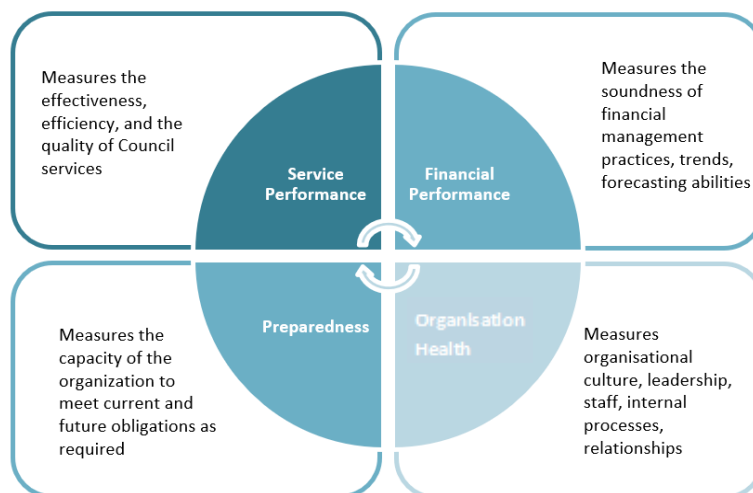 Measures the
effectiveness,
efficiency, and the
quality of Council
services
Measures the
soundness of
financial
management
practices, trends,
forecasting abilities
Service
Performance
Financial
Performance
Preparedness
Organisation
Health
Measures the
capacity of the
organization to
meet current and
future obligations as
required
Measures
organisational
culture, leadership,
staff, internal
processes,
relationships